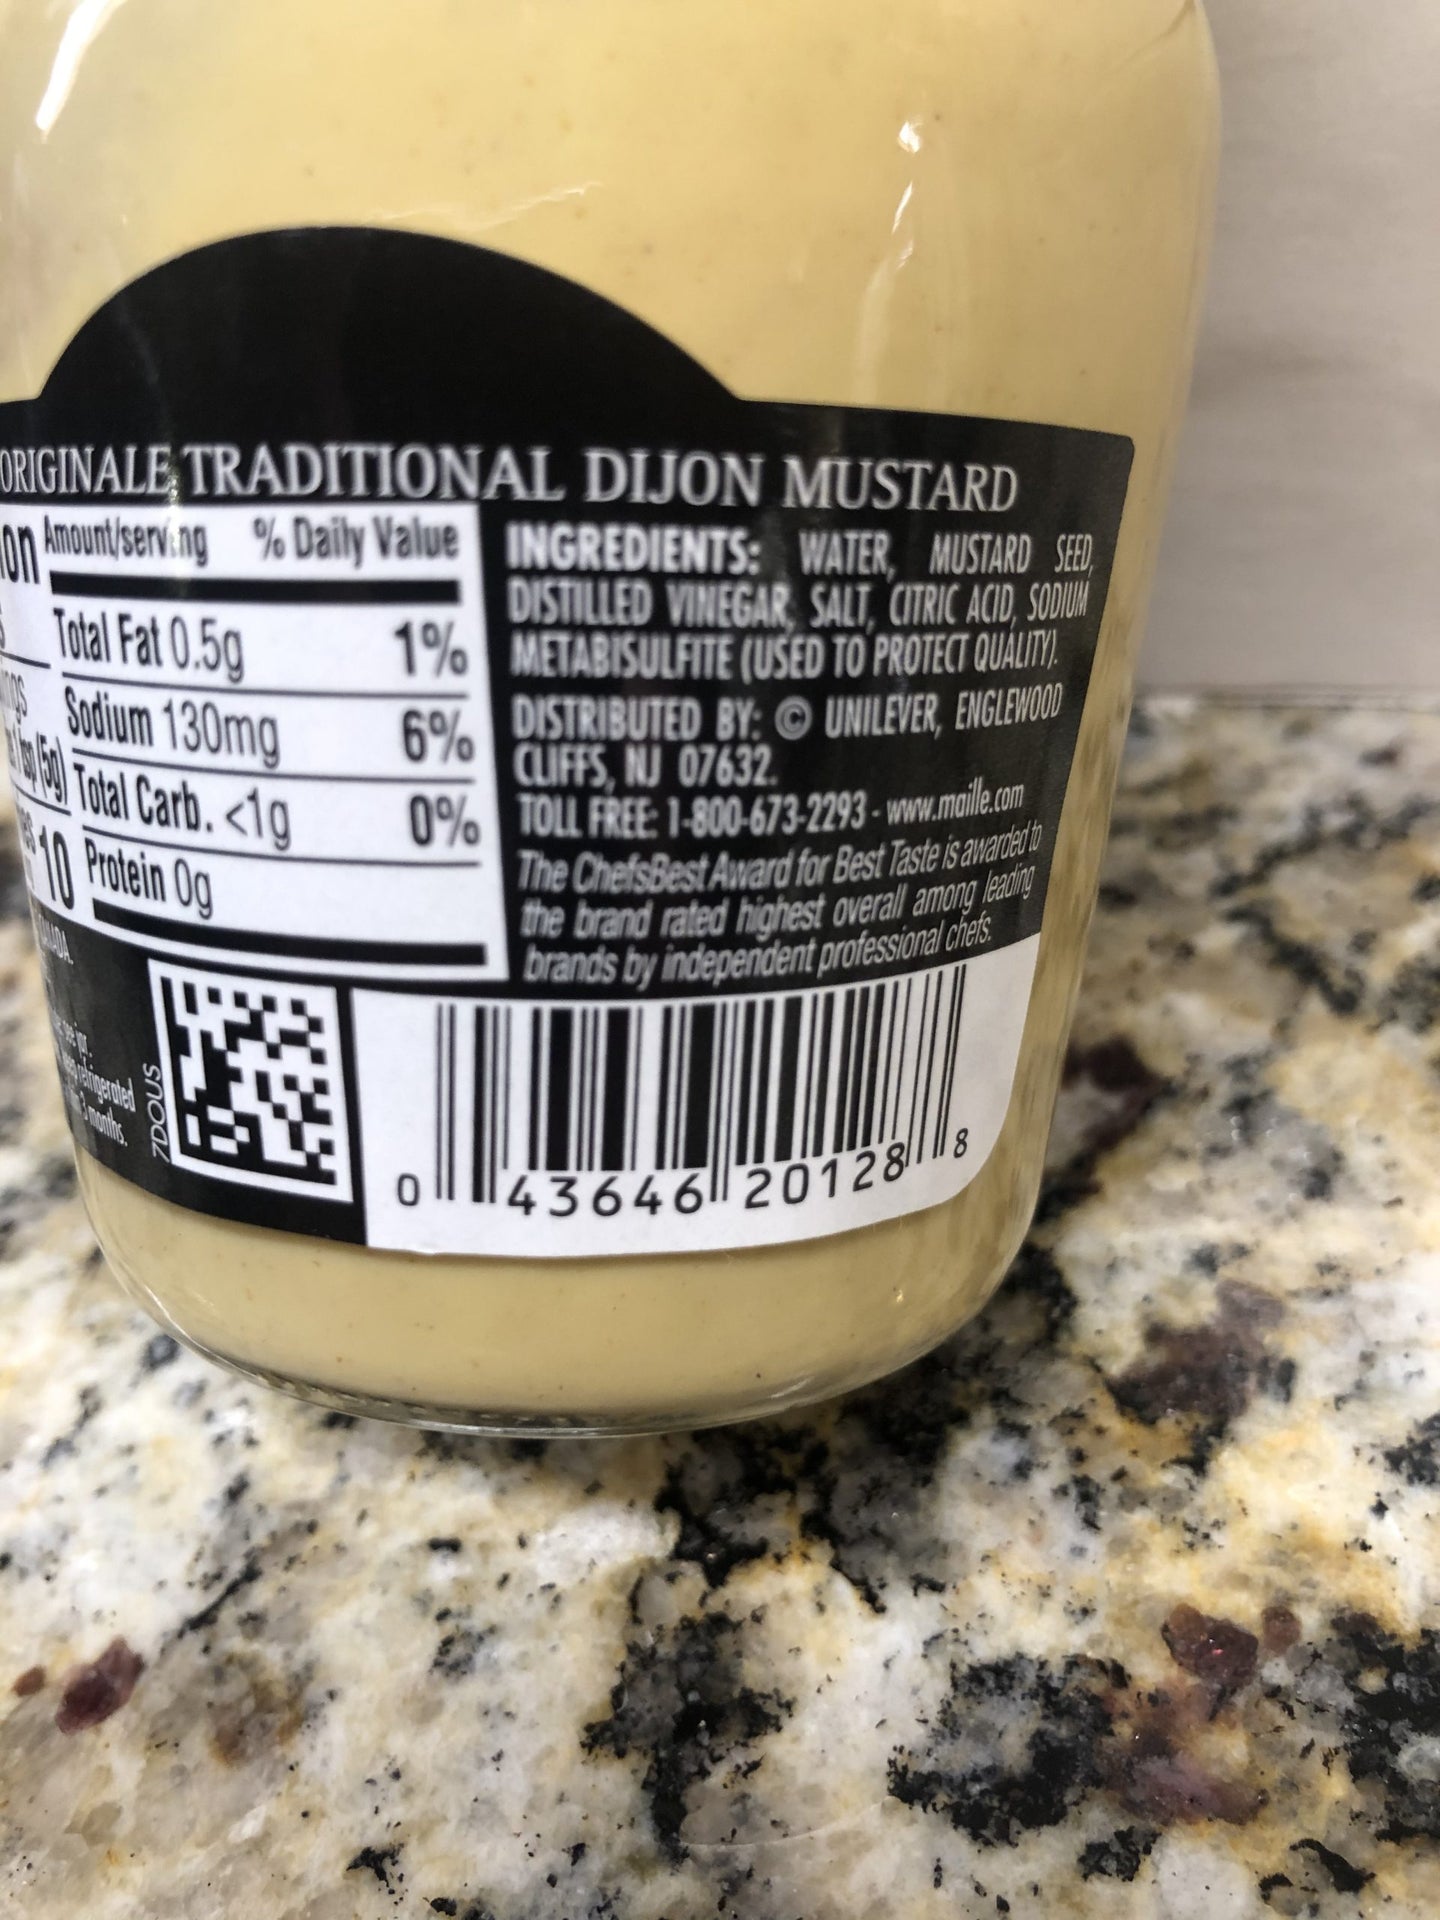 ORIGINALE TRADITIONAL DIJON MUSTARD
Amount/serving % Daily Value
Total Fat 0.5g 1%
Sodium 130mg 6%
Total Carb. <1g 0%
Protein 0g
(5g)
10
INGREDIENTS: WATER, MUSTARD SEED,
DISTILLED VINEGAR, SALT, CITRIC ACID, SODIUM
METABISULFITE (USED TO PROTECT QUALITY).
DISTRIBUTED BY: © UNILEVER, ENGLEWOOD
CLIFFS, NJ 07632.
TOLL FREE: 1-800-673-2293 - www.maille.com
The ChefsBest Award for Best Taste is awarded to
the brand rated highest overall among leading
brands by independent professional chefs.
refrigerated
3 months.
7DOUS
0 43646 20128 8